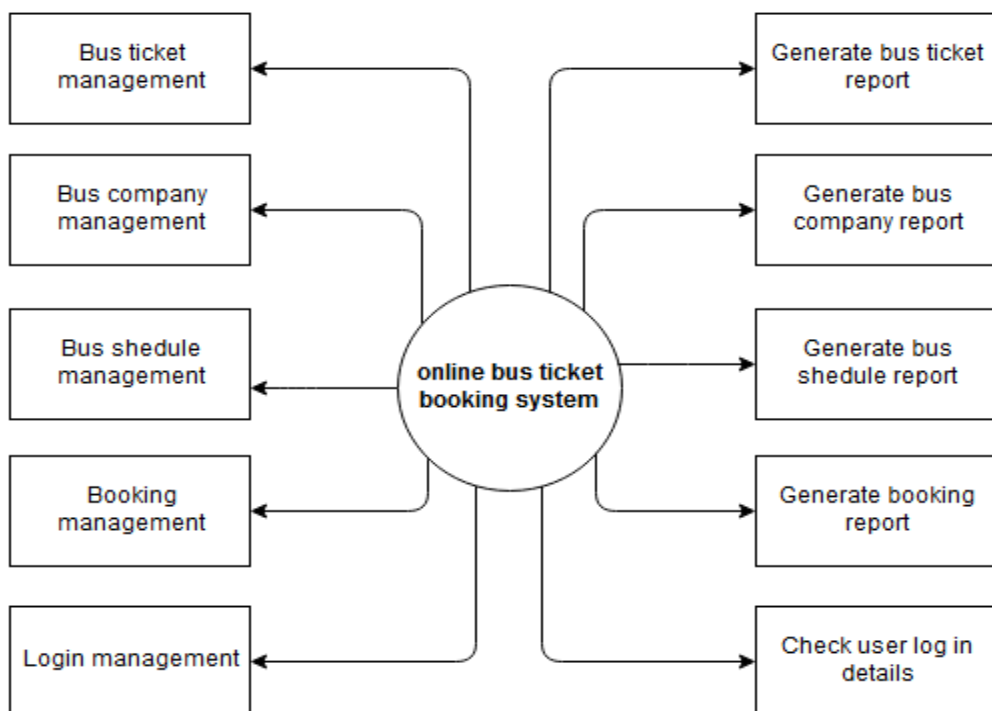 Bus ticket
management
Generate bus ticket
report
Bus company
management
Generate bus
company report
Bus shedule
management
online bus ticket
booking system
Generate bus
shedule report
Booking
management
Generate booking
report
Login management
Check user log in
details